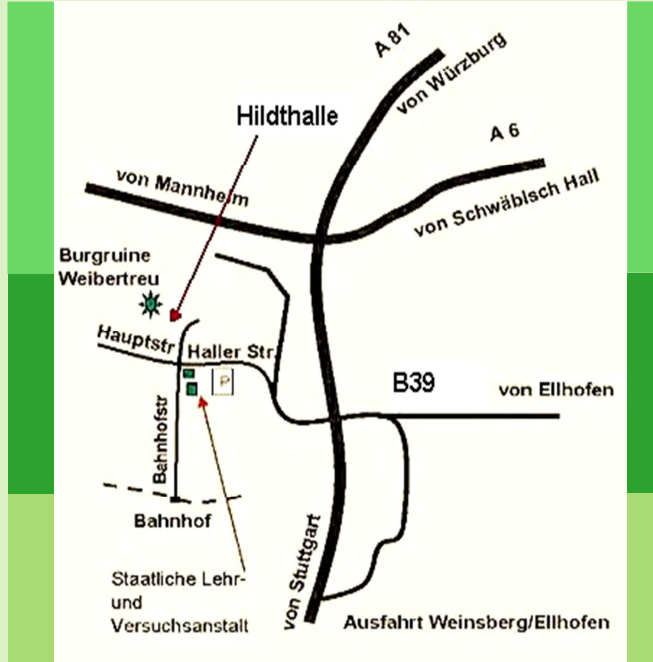 A 81
von Würzburg
Hildthalle
A 6
von Mannheim
von Schwäbisch Hall
Burgruine
Weibertreu
Hauptstr
Haller Str.
P
B39
von Ellhofen
Bahnhofstr
Bahnhof
von Stuttgart
Staatliche Lehr-
und
Versuchsanstalt
Ausfahrt Weinsberg/Ellhofen